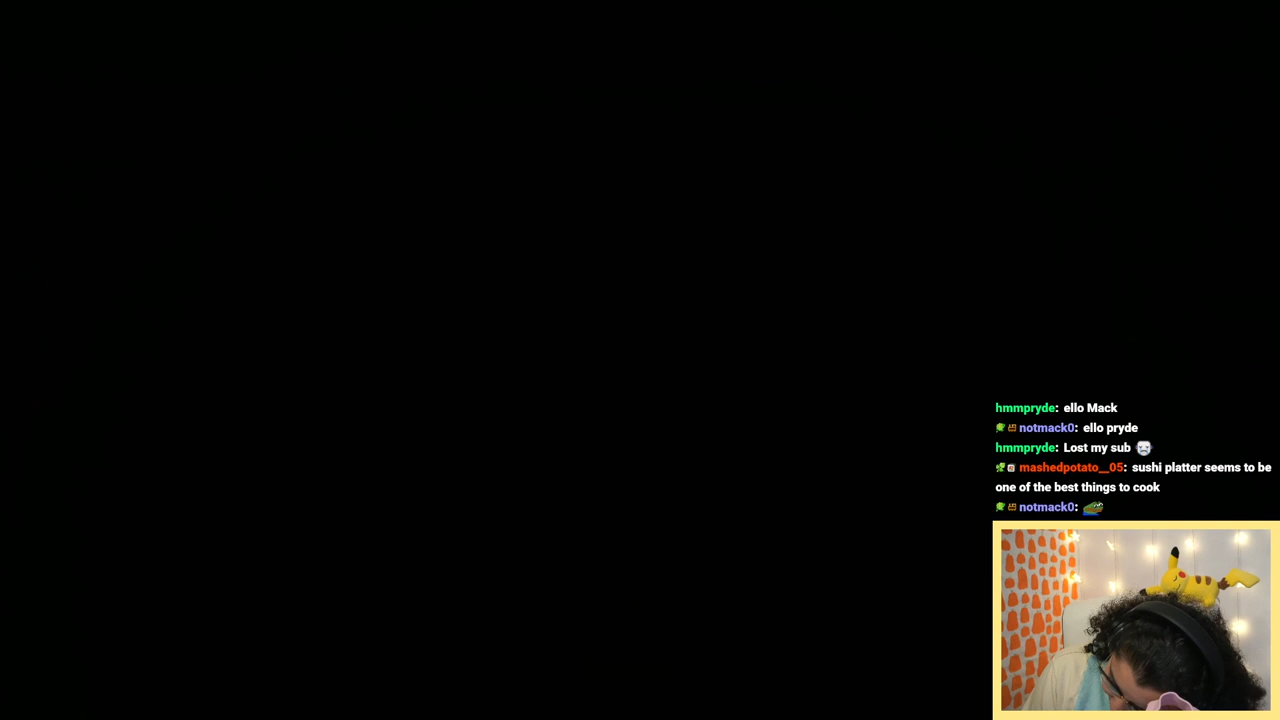 hmmpryde: ello Mack
notmack0: ello pryde
hmmpryde: Lost my sub
mashedpotato__05: sushi platter seems to be
one of the best things to cook
notmack0: